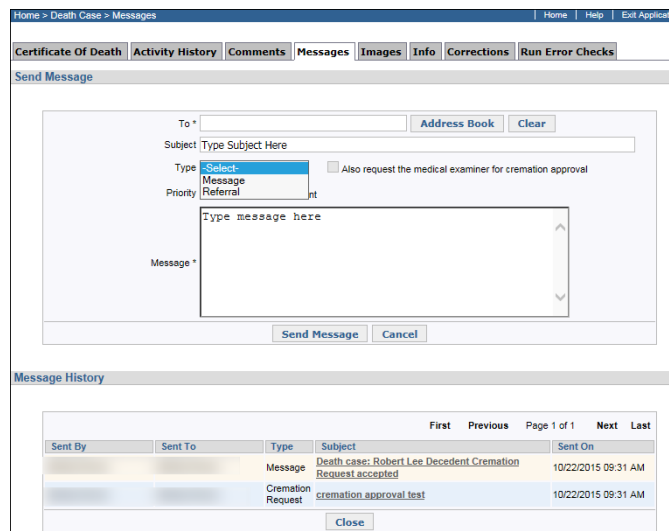 Home > Death Case > Messages Home | Help | Exit Applicat
Certificate Of Death Activity History Comments Messages Images Info Corrections Run Error Checks
Send Message
To * Address Book Clear
Subject Type Subject Here
Type -Select- Also request the medical examiner for cremation approval
Message
Priority Referral nt
Type message here
Message *
Send Message Cancel
Message History
First Previous Page 1 of 1 Next Last
Sent By Sent To Type Subject Sent On
Message Death case: Robert Lee Decedent Cremation Request accepted 10/22/2015 09:31 AM
Cremation Request cremation approval test 10/22/2015 09:31 AM
Close